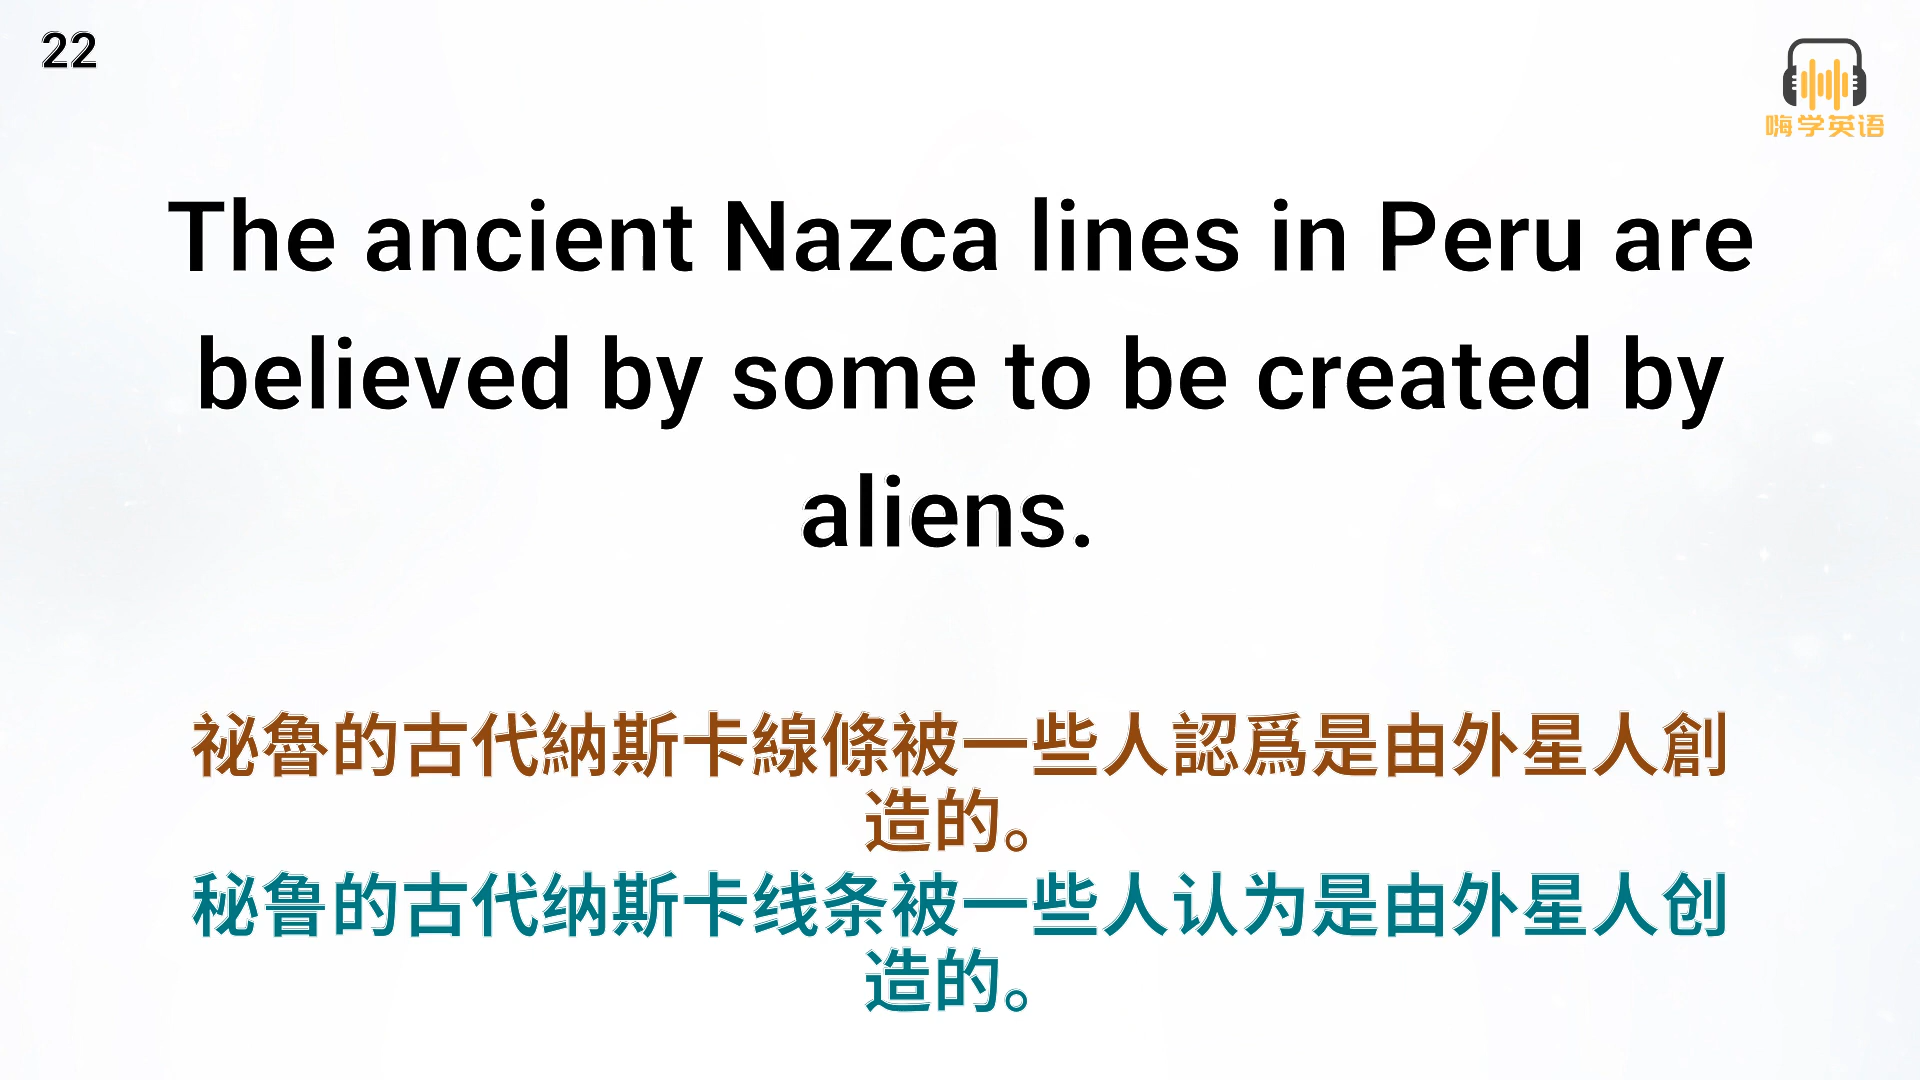 22
嗨学英语
The ancient Nazca lines in Peru are
believed by some to be created by
aliens.
祕魯的古代納斯卡線條被一些人認爲是由外星人創
造的。
秘鲁的古代纳斯卡线条被一些人认为是由外星人创
造的。